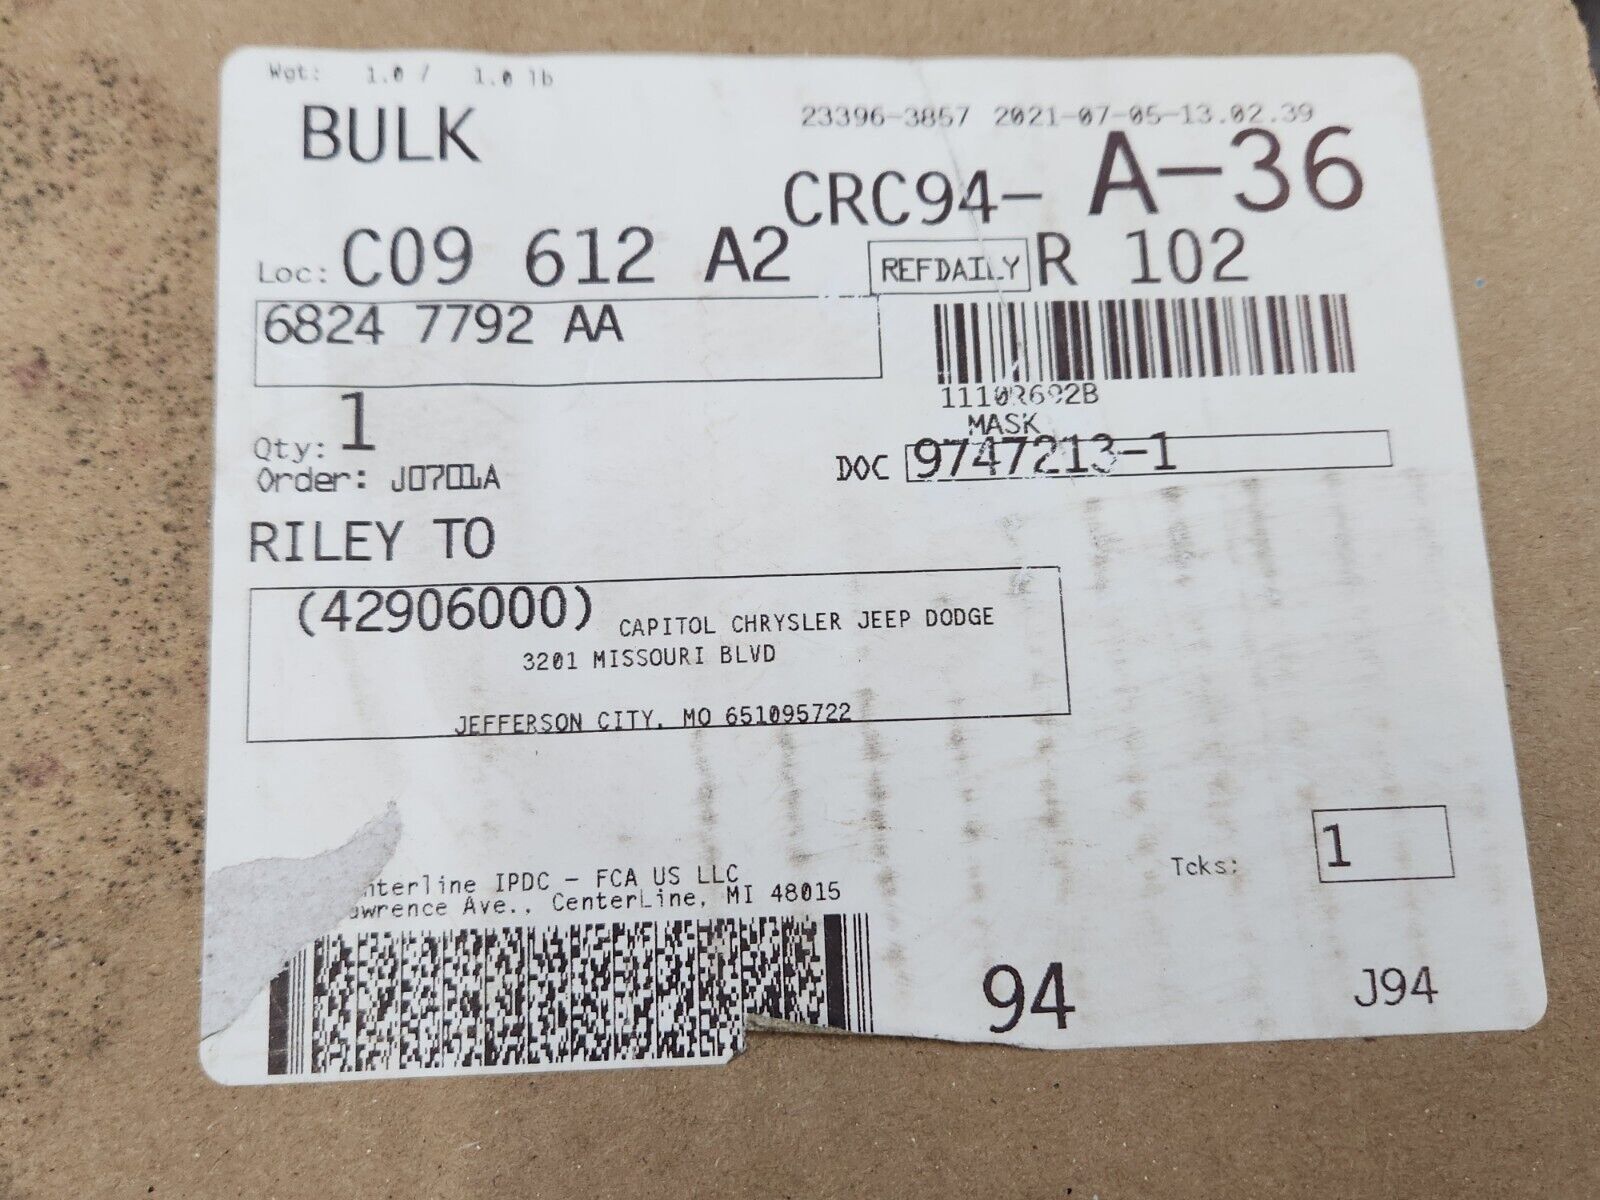 Wgt: 1.0 / 1.0 lb
23396-3857 2021-07-05-13.02.39
BULK
CRC94- A-36
Loc: C09 612 A2 REFDAILY R 102
6824 7792 AA
MASK
Qty: 1
DOC 9747213-1
Order: J0701A
RILEY TO
(42906000) CAPITOL CHRYSLER JEEP DODGE
3201 MISSOURI BLVD
JEFFERSON CITY, MO 651095722
Tcks: 1
nterline IPDC - FCA US LLC
awrence Ave., CenterLine, MI 48015
94 J94